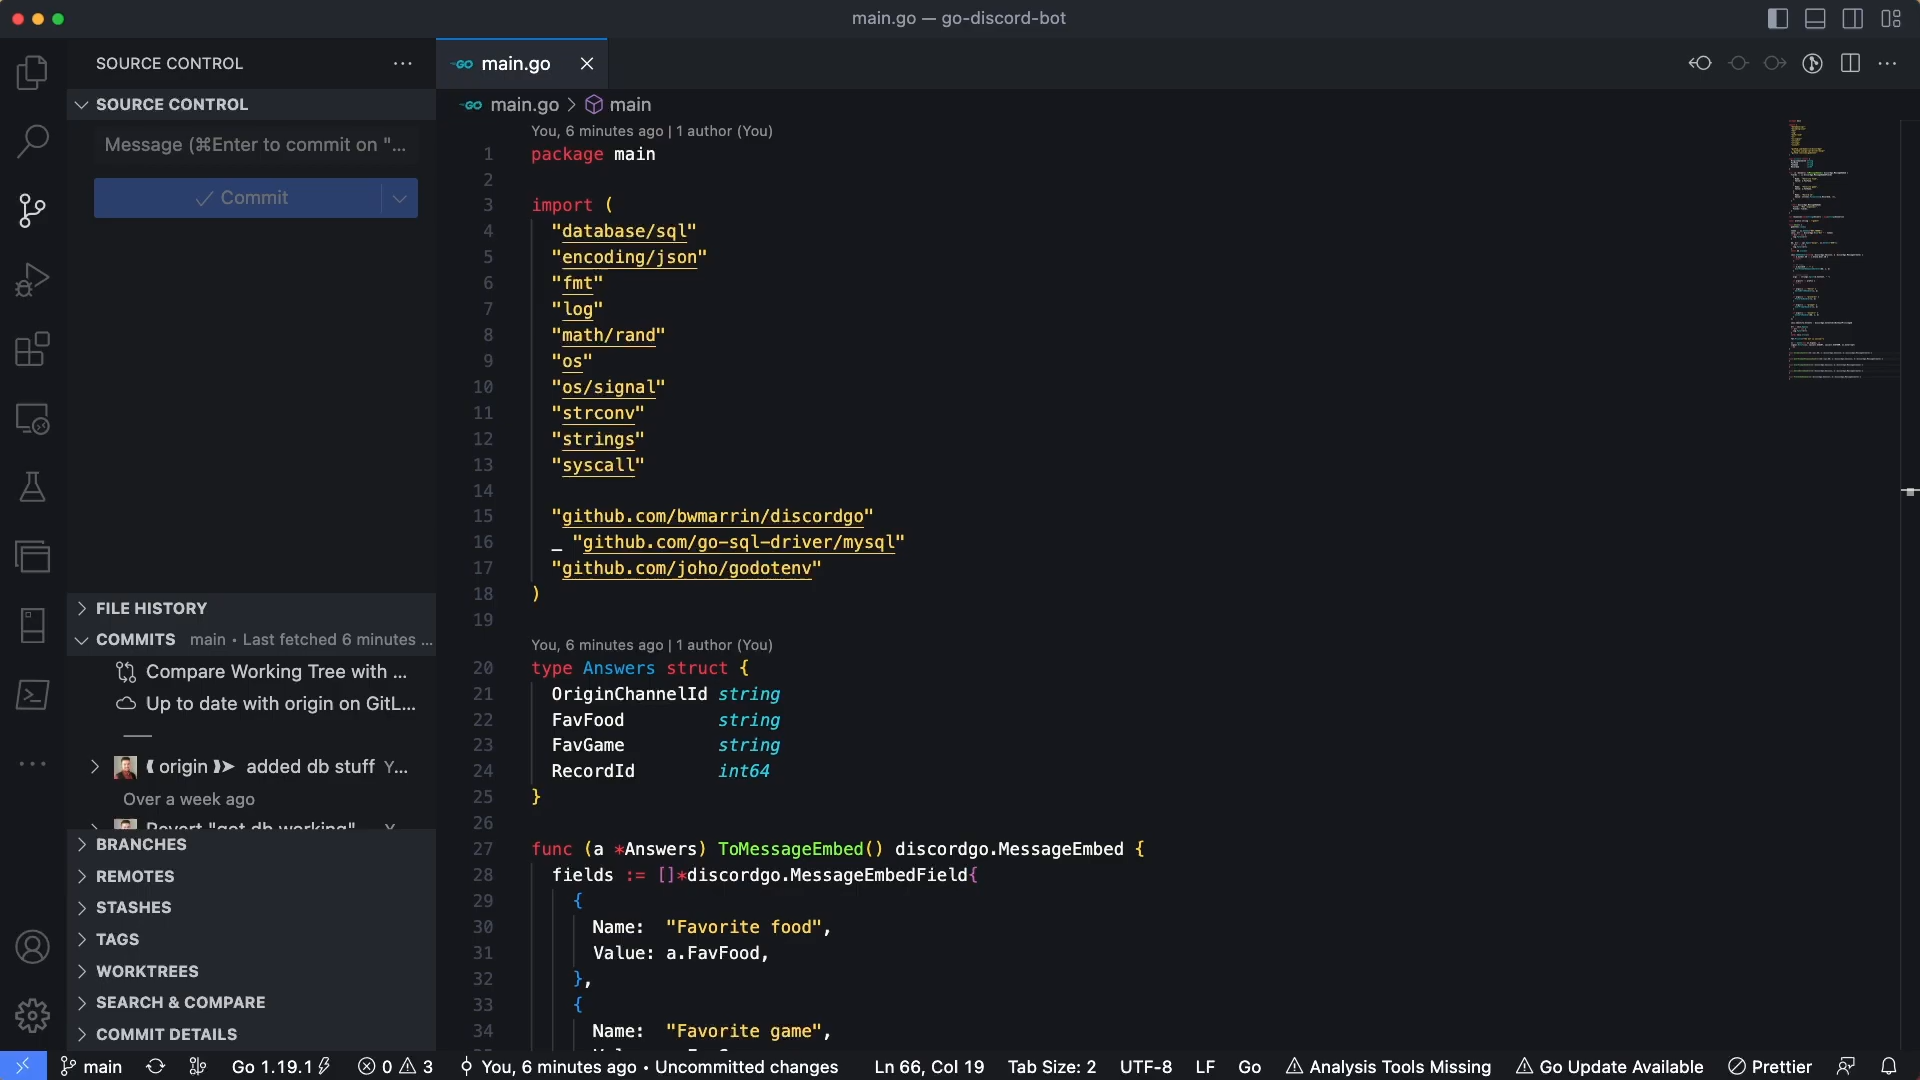 main.go — go-discord-bot
SOURCE CONTROL
SOURCE CONTROL
Message (⌘Enter to commit on "...
Commit
FILE HISTORY
COMMITS main • Last fetched 6 minutes ...
Compare Working Tree with ...
Up to date with origin on GitL...
origin added db stuff Y...
Over a week ago
Revert "got db working"
BRANCHES
REMOTES
STASHES
TAGS
WORKTREES
SEARCH & COMPARE
COMMIT DETAILS
GO main.go
GO main.go > main
You, 6 minutes ago | 1 author (You)
1 package main
2
3 import (
4 "database/sql"
5 "encoding/json"
6 "fmt"
7 "log"
8 "math/rand"
9 "os"
10 "os/signal"
11 "strconv"
12 "strings"
13 "syscall"
14
15 "github.com/bwmarrin/discordgo"
16 _ "github.com/go-sql-driver/mysql"
17 "github.com/joho/godotenv"
18 )
19
You, 6 minutes ago | 1 author (You)
20 type Answers struct {
21 OriginChannelId string
22 FavFood string
23 FavGame string
24 RecordId int64
25 }
26
27 func (a *Answers) ToMessageEmbed() discordgo.MessageEmbed {
28 fields := []*discordgo.MessageEmbedField{
29 {
30 Name: "Favorite food",
31 Value: a.FavFood,
32 },
33 {
34 Name: "Favorite game",
main Go 1.19.1 0 3 You, 6 minutes ago • Uncommitted changes Ln 66, Col 19 Tab Size: 2 UTF-8 LF Go Analysis Tools Missing Go Update Available Prettier